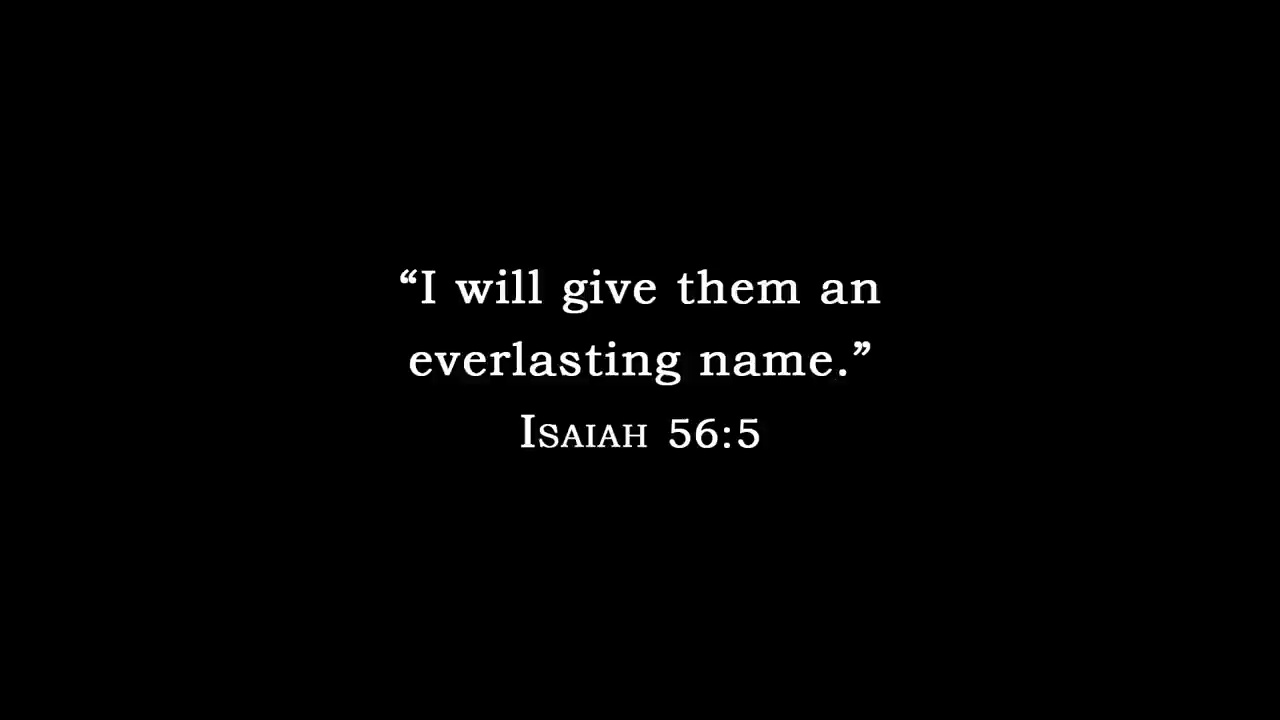 “I will give them an
everlasting name.”
Isaiah 56:5